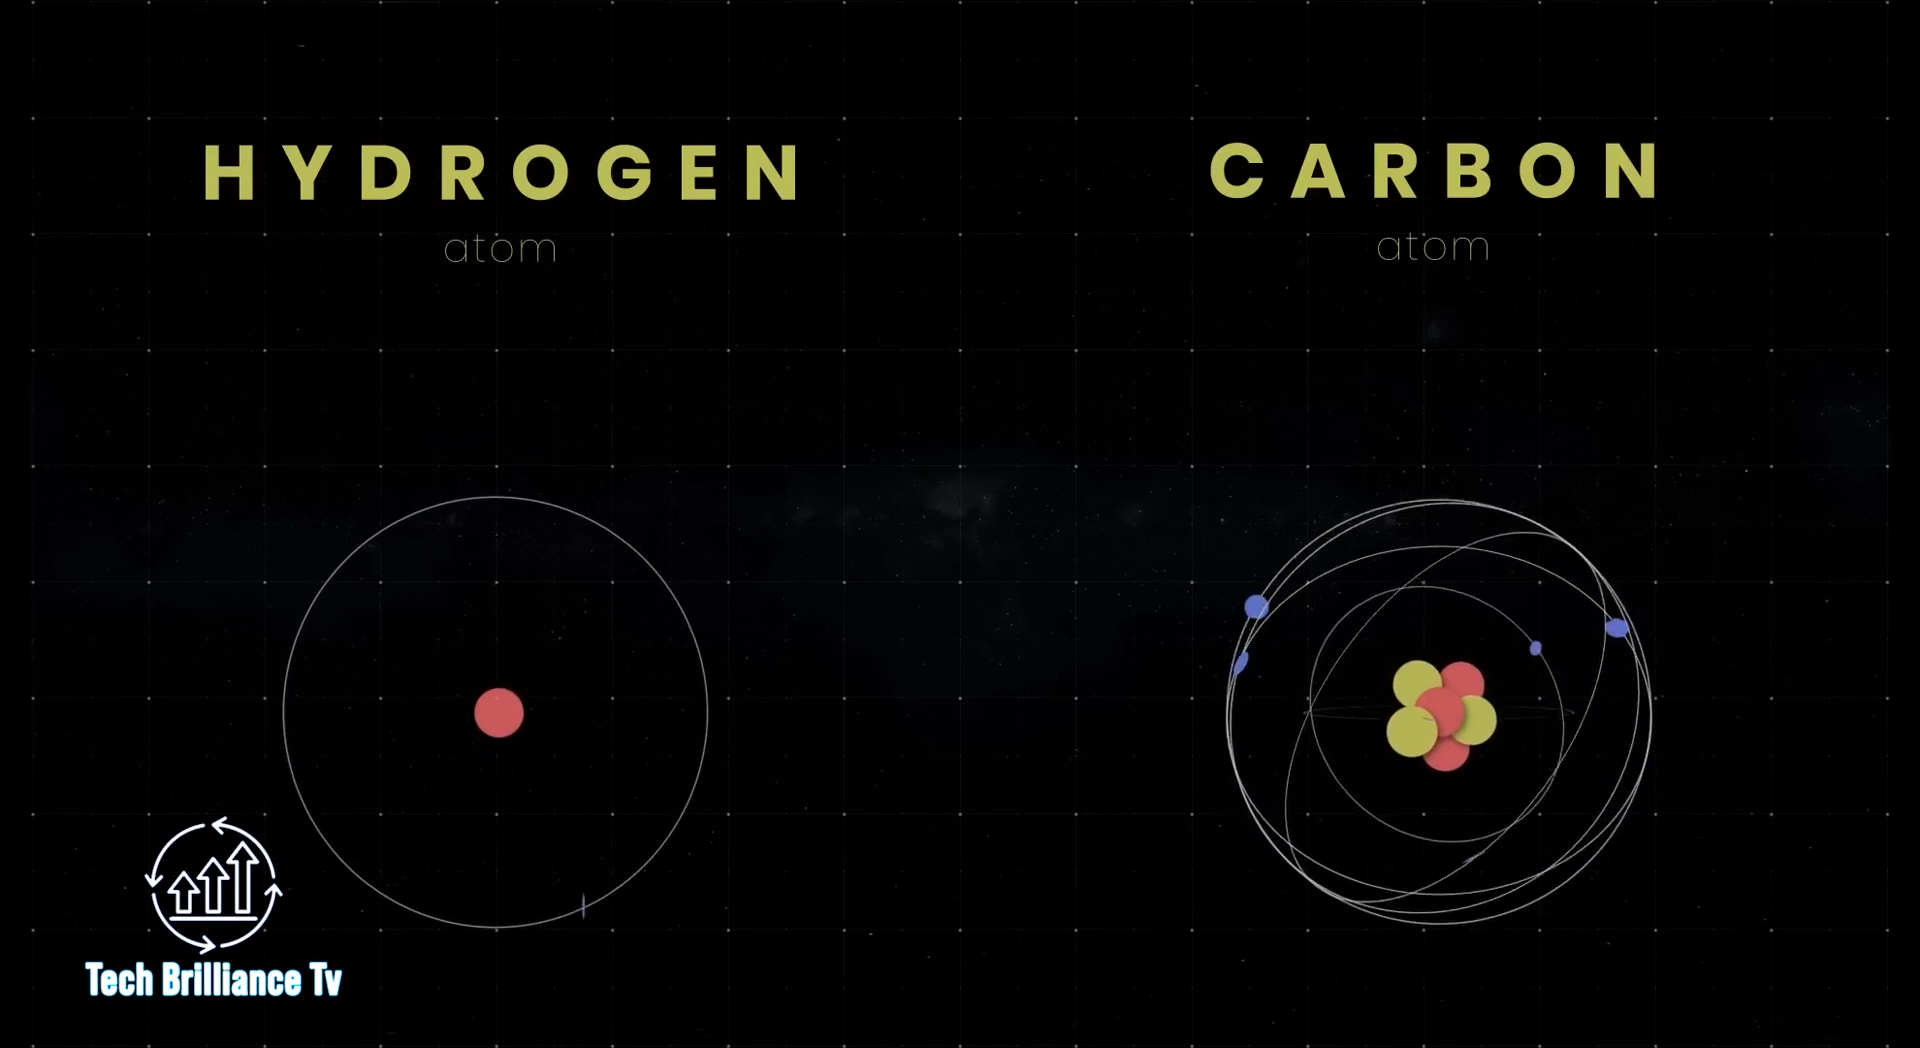 HYDROGEN
atom
CARBON
atom
Tech Brilliance Tv